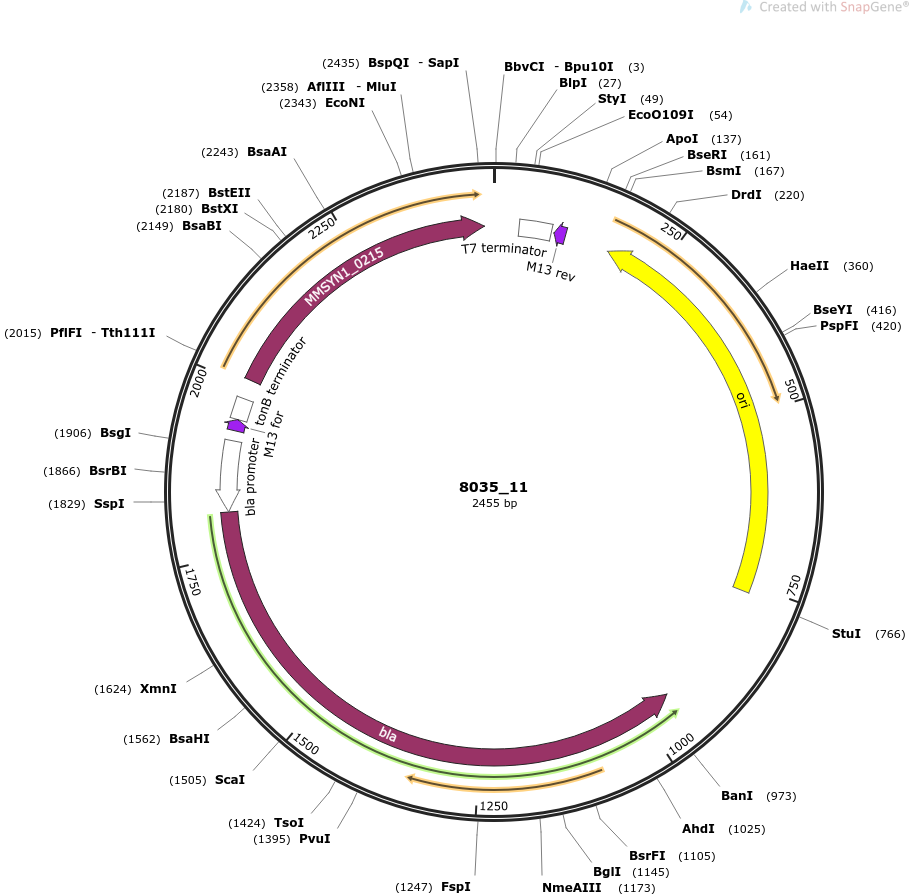 Created with SnapGene®
(2435) BspQI - SapI
(2358) AflIII - MluI
(2343) EcoNI
(2243) BsaAI
(2187) BstEII
(2180) BstXI
(2149) BsaBI
(2015) PflFI - Tth111I
(1906) BsgI
(1866) BsrBI
(1829) SspI
(1624) XmnI
(1562) BsaHI
(1505) ScaI
(1424) TsoI
(1395) PvuI
(1247) FspI
BbvCI - Bpu10I (3)
BlpI (27)
StyI (49)
EcoO109I (54)
ApoI (137)
BseRI (161)
BsmI (167)
DrdI (220)
HaeII (360)
BseYI (416)
PspFI (420)
StuI (766)
BanI (973)
AhdI (1025)
BsrFI (1105)
BglI (1145)
NmeAIII (1173)
250
500
750
1000
1250
1500
1750
2000
2250
T7 terminator
M13 rev
ori
bla
bla promoter
M13 for
tonB terminator
MMSYN1_0215
8035_11
2455 bp